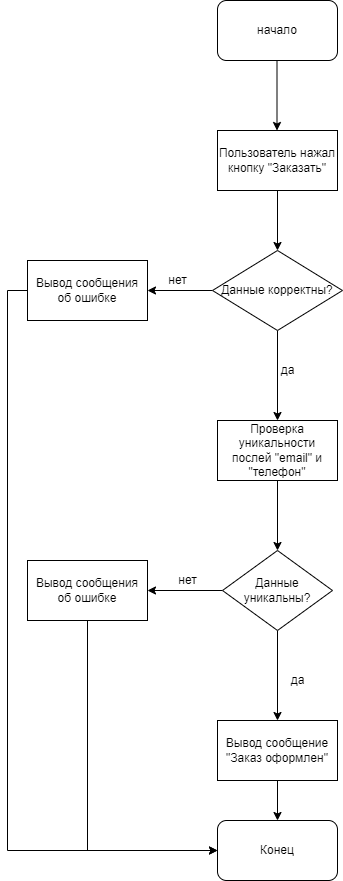 начало
Пользователь нажал
кнопку "Заказать"
Данные корректны?
нет
Вывод сообщения
об ошибке
да
Проверка
уникальности
послей "email" и
"телефон"
Данные
уникальны?
нет
Вывод сообщения
об ошибке
да
Вывод сообщение
"Заказ оформлен"
Конец